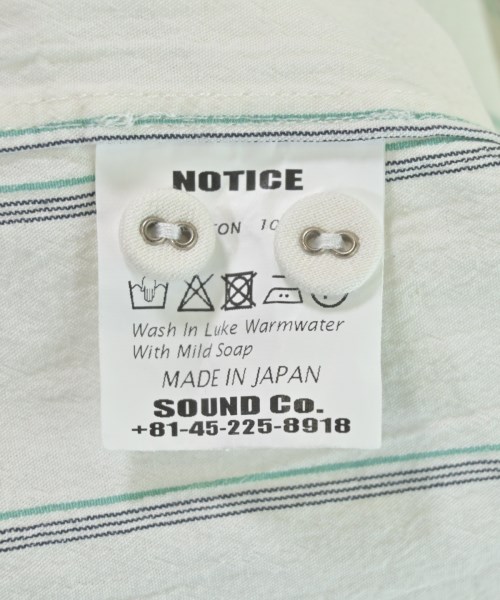 NOTICE
Wash In Luke Warmwater
With Mild Soap
MADE IN JAPAN
SOUND Co.
+81-45-225-8918